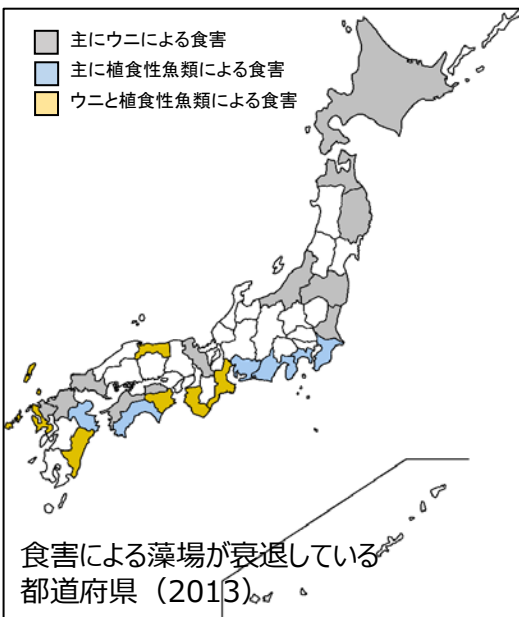 主にウニによる食害
主に植食性魚類による食害
ウニと植食性魚類による食害
食害による藻場が衰退している
都道府県（2013）